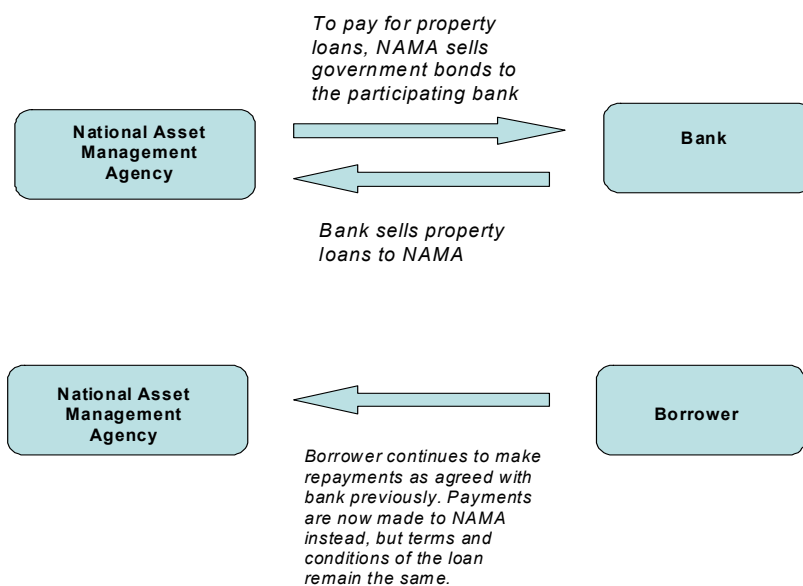 To pay for property
loans, NAMA sells
government bonds to
the participating bank
National Asset
Management
Agency
Bank
Bank sells property
loans to NAMA
National Asset
Management
Agency
Borrower
Borrower continues to make
repayments as agreed with
bank previously. Payments
are now made to NAMA
instead, but terms and
conditions of the loan
remain the same.